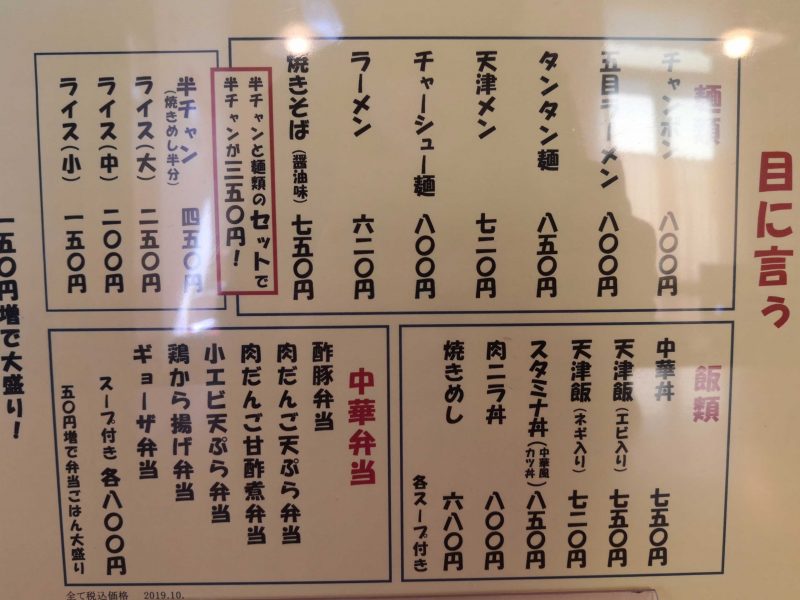 目に言う
麺類
チャンポン 八〇〇円
五目ラーメン 八〇〇円
タンタン麺 八五〇円
天津メン 七二〇円
チャーシュー麺 八〇〇円
ラーメン 六二〇円
焼きそば(醤油味) 七五〇円
半チャンと麺類のセットで
半チャンが三五〇円!
半チャン(焼きめし半分) 四五〇円
ライス(大) 二五〇円
ライス(中) 二〇〇円
ライス(小) 一五〇円
一五〇円増で大盛り!
飯類
中華丼 七五〇円
天津飯(エビ入り) 七五〇円
天津飯(ネギ入り) 七二〇円
スタミナ丼(中華風カツ丼) 八五〇円
肉ニラ丼 八〇〇円
焼きめし 六八〇円
各スープ付き
中華弁当
酢豚弁当
肉だんご天ぷら弁当
肉だんご甘酢煮弁当
小エビ天ぷら弁当
鶏から揚げ弁当
ギョーザ弁当
スープ付き 各八〇〇円
五〇円増で弁当ごはん大盛り
全て税込価格 2019.10.